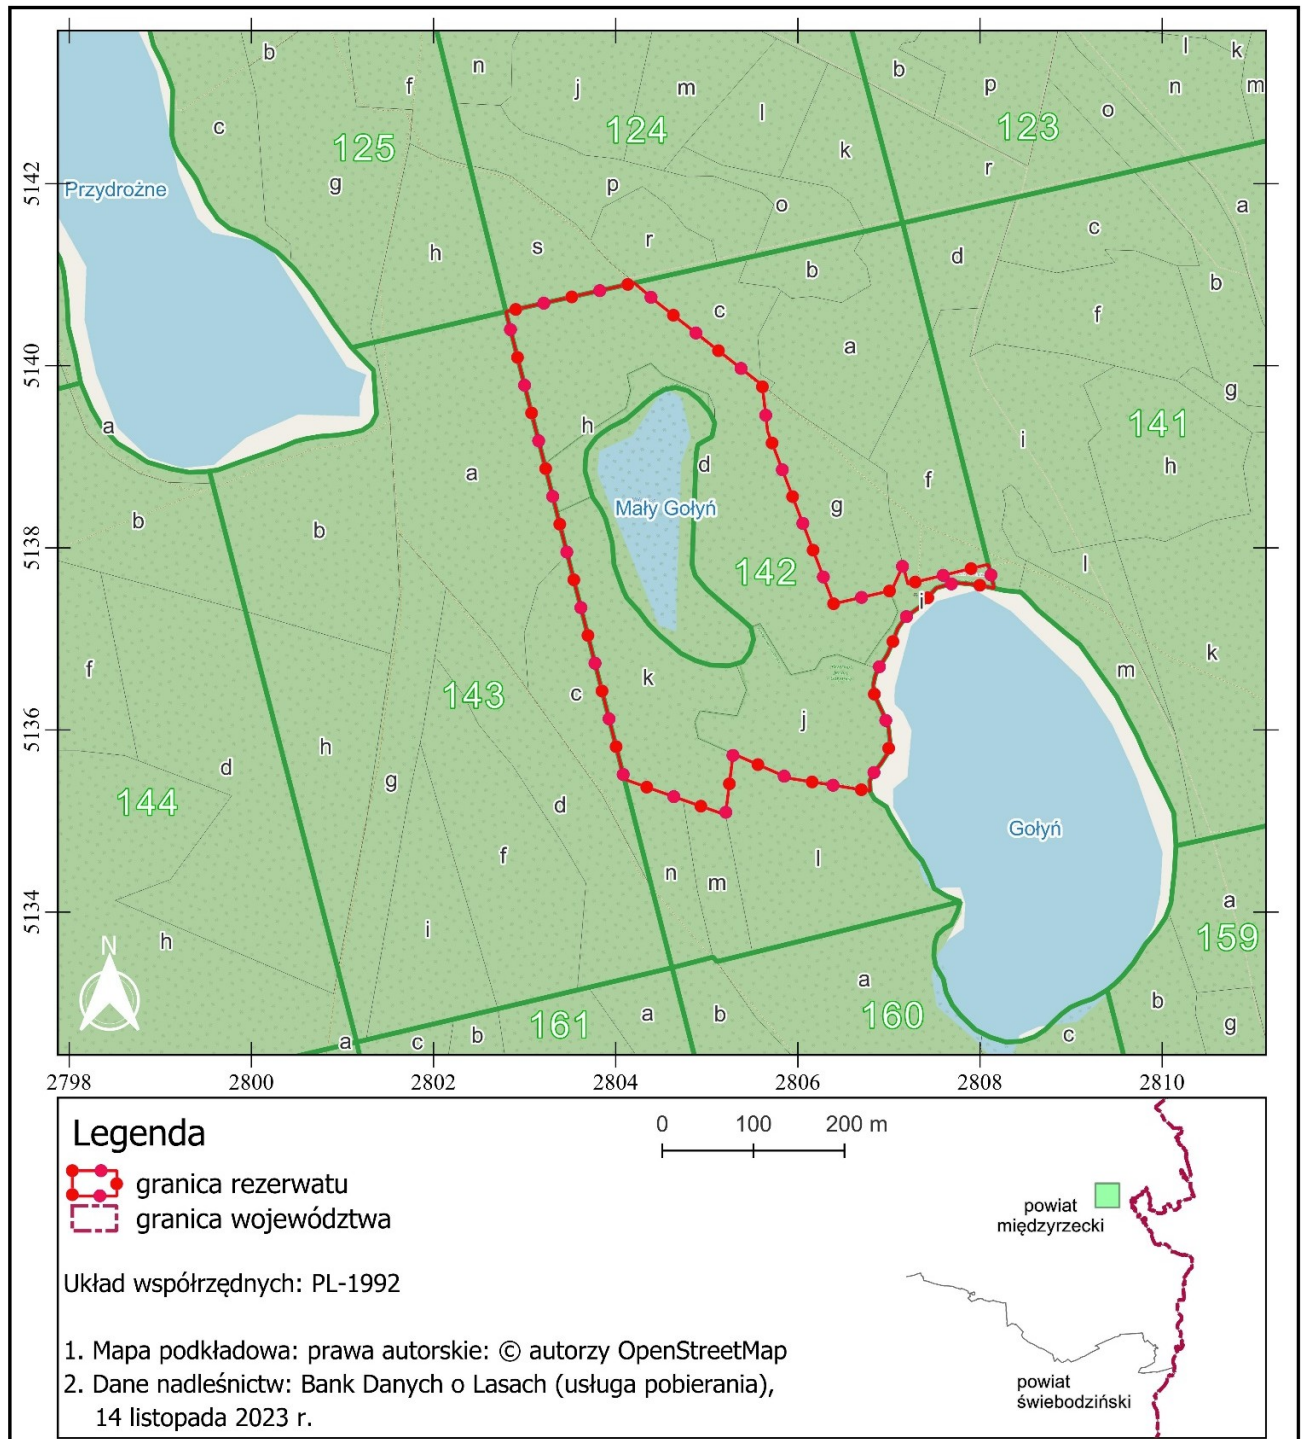 b
f
n
j
m
l
b
p
l
k
n
m
o
c
125
124
123
g
k
r
Przydrożne
p
o
a
h
s
r
b
d
c
b
c
f
a
g
141
a
h
a
d
i
h
b
b
Mały Gołyń
g
f
142
l
i
f
143
c
k
j
m
k
h
d
g
144
d
f
Gołyń
l
n
m
a
159
h
i
a
160
b
g
a
c
b
161
a
b
c
N
5142
5140
5138
5136
5134
2798
2800
2802
2804
2806
2808
2810
Legenda
granica rezerwatu
granica województwa
Układ współrzędnych: PL-1992
1. Mapa podkładowa: prawa autorskie: © autorzy OpenStreetMap
2. Dane nadleśnictw: Bank Danych o Lasach (usługa pobierania),
14 listopada 2023 r.
0 100 200 m
powiat
międzyrzecki
powiat
świebodziński